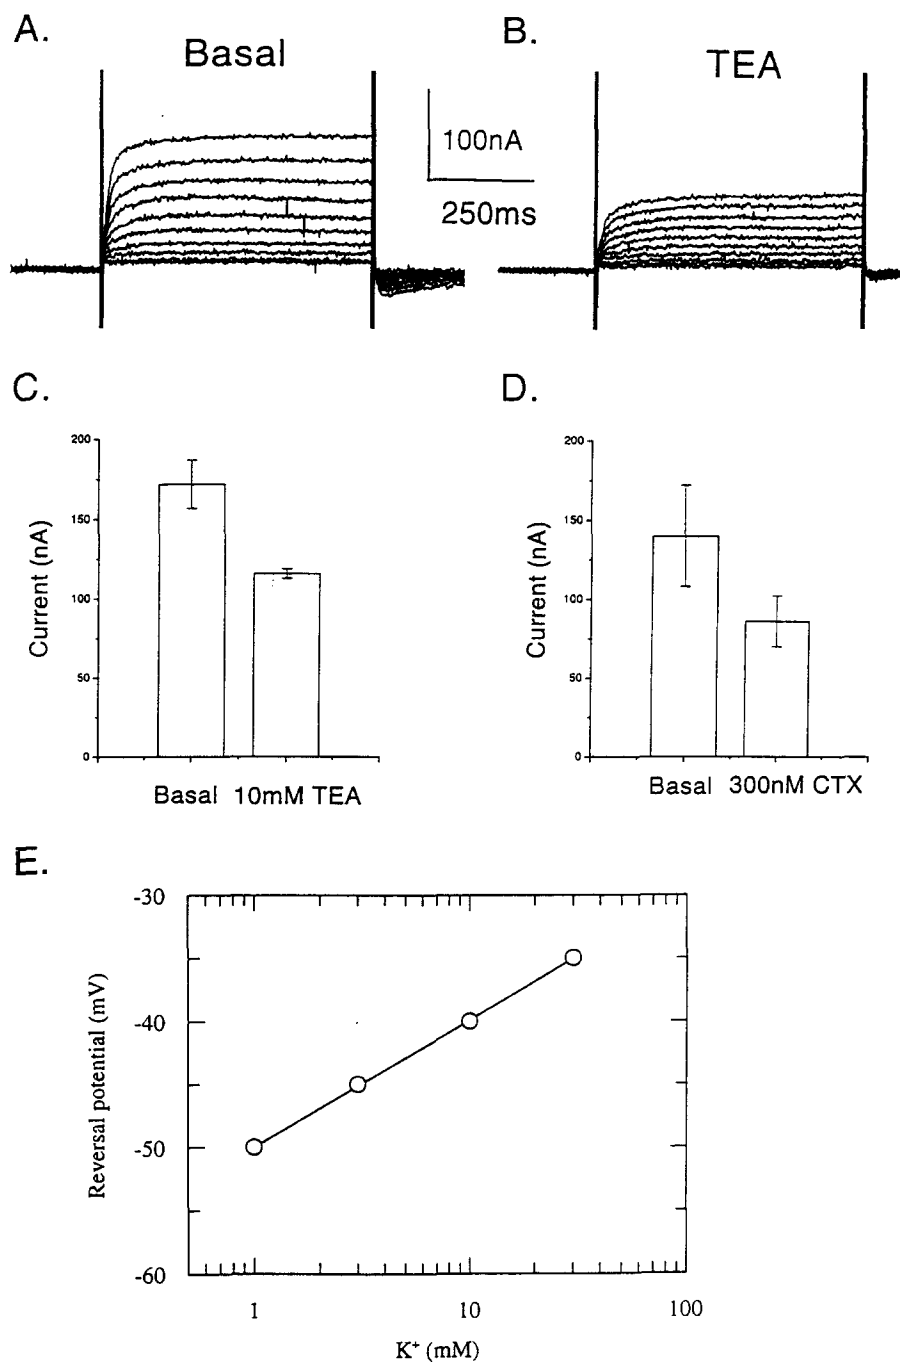 A.
Basal
B.
TEA
100nA
250ms
C.
200
150
100
50
0
Current (nA)
Basal 10mM TEA
D.
200
150
100
50
0
Current (nA)
Basal 300nM CTX
E.
-30
-40
-50
-60
Reversal potential (mV)
1 10 100
K⁺ (mM)